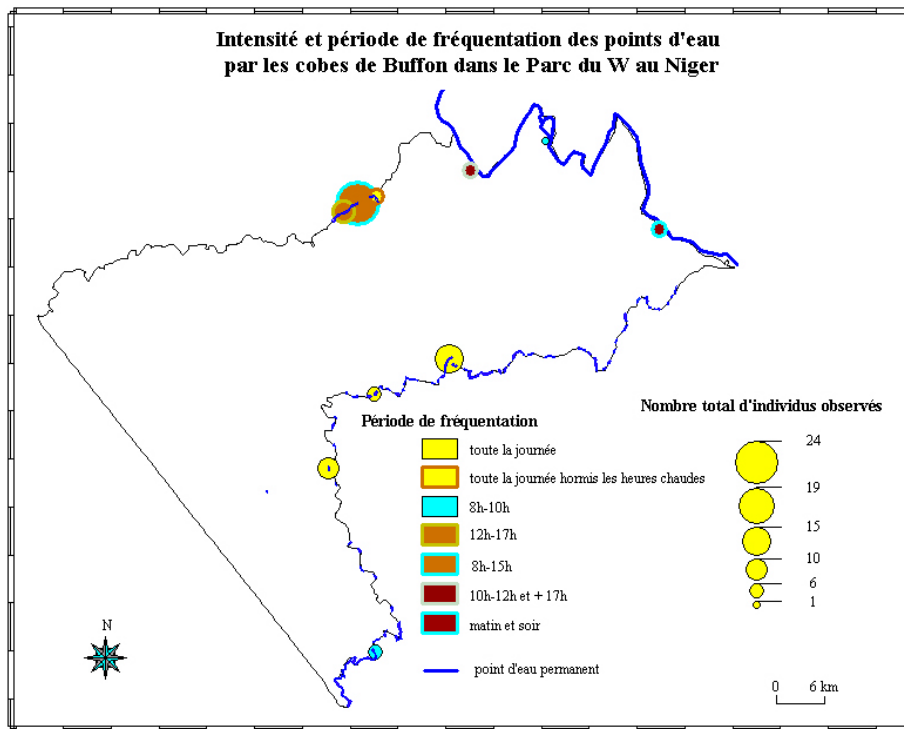 Intensité et période de fréquentation des points d'eau
par les cobes de Buffon dans le Parc du W au Niger
Période de fréquentation
toute la journée
toute la journée hormis les heures chaudes
8h-10h
12h-17h
8h-15h
10h-12h et + 17h
matin et soir
point d'eau permanent
Nombre total d'individus observés
24
19
15
10
6
1
N
0 6 km